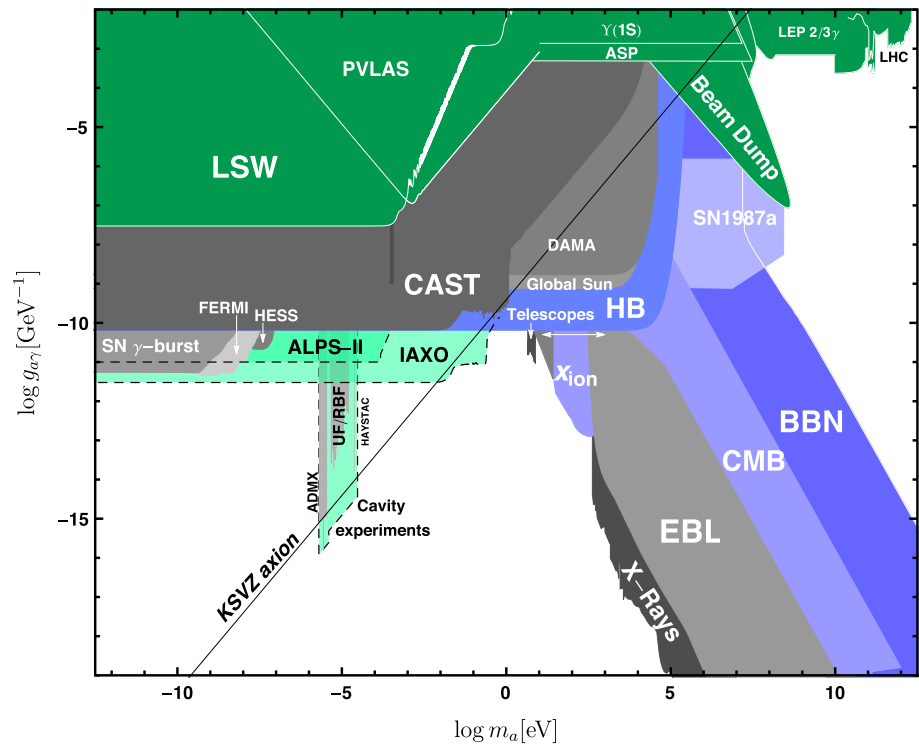 ϒ(1S)
LEP 2/3γ
ASP
LHC
PVLAS
Beam Dump
LSW
SN1987a
DAMA
CAST
Global Sun
HB
FERMI
HESS
Telescopes
SN γ−burst
ALPS−II
IAXO
x_ion
UF/RBF
HAYSTAC
BBN
CMB
ADMX
Cavity
experiments
EBL
KSVZ axion
X−Rays
−5
−10
−15
log g_{aγ} [GeV^{−1}]
−10
−5
0
5
10
log m_a [eV]